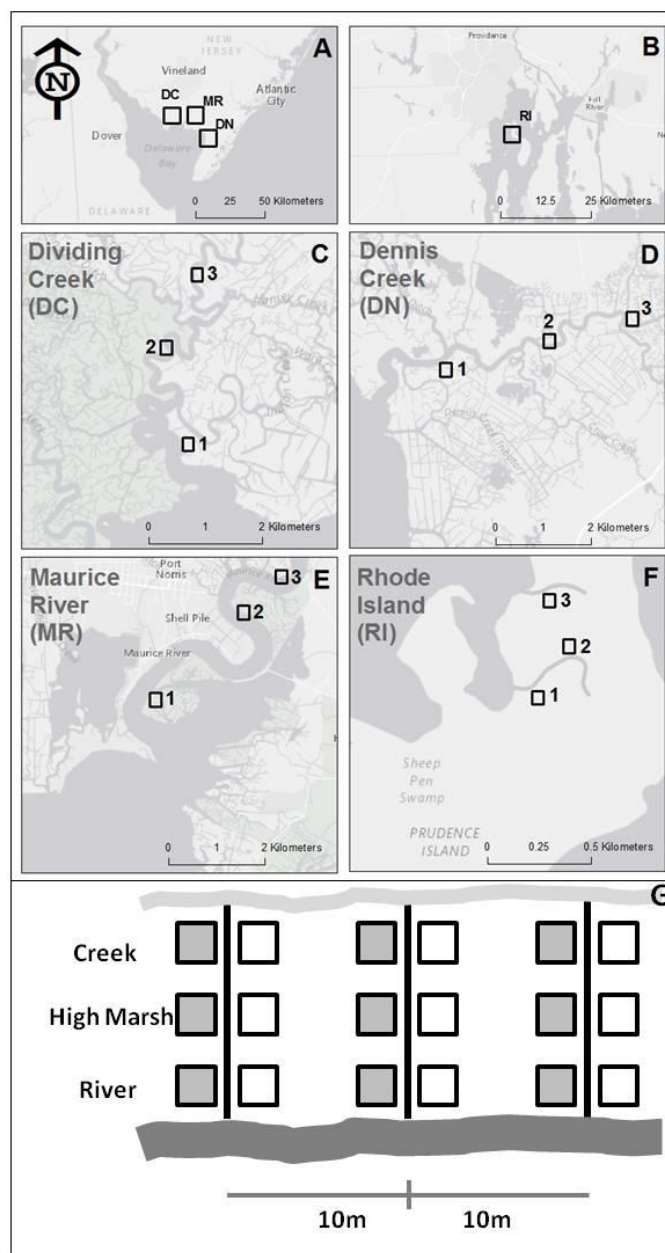 N
A
NEW
JERSEY
Vineland
DC
MR
Atlantic
City
DN
Dover
Delaware
Bay
0 25 50 Kilometers
DELAWARE
B
Providence
Fall
River
RI
0 12.5 25 Kilometers
Dividing
Creek
(DC)
C
3
2
1
0 1 2 Kilometers
Dennis
Creek
(DN)
D
3
2
1
0 1 2 Kilometers
Maurice
River
(MR)
E
Port
Norris
3
Shell Pile
2
Maurice River
1
0 1 2 Kilometers
Rhode
Island
(RI)
F
3
2
1
Sheep
Pen
Swamp
PRUDENCE
ISLAND
0 0.25 0.5 Kilometers
G
Creek
High Marsh
River
10m 10m